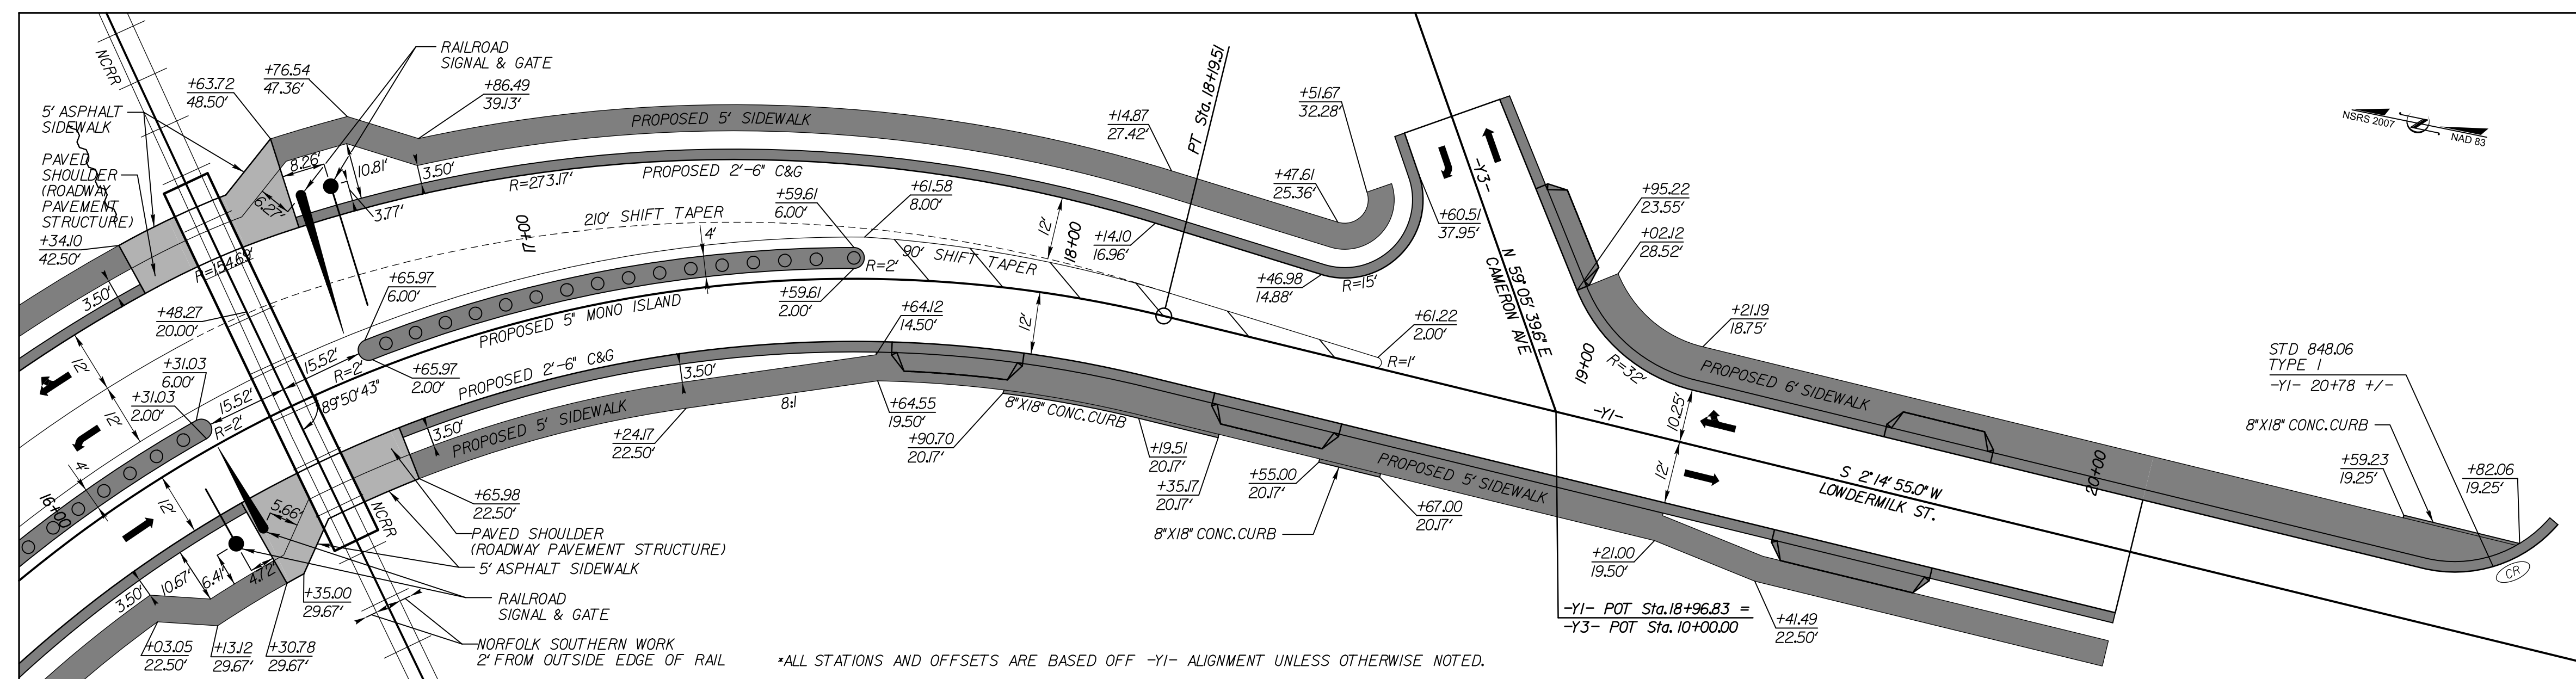 NCRR
RAILROAD
SIGNAL & GATE
+63.72
48.50'
+76.54
47.36'
+86.49
39.13'
5' ASPHALT
SIDEWALK
PAVED
SHOULDER
(ROADWAY
PAVEMENT
STRUCTURE)
+34.10
42.50'
8.26'
10.81'
6.27'
3.77'
3.50'
3.50'
R=154.69'
PROPOSED 5' SIDEWALK
R=273.17'
PROPOSED 2'-6" C&G
17+00
210' SHIFT TAPER
4'
+59.61
6.00'
+61.58
8.00'
R=2'
90' SHIFT TAPER
12'
18+00
+14.87
27.42'
PT Sta. 18+19.51
+14.10
16.96'
+51.67
32.28'
+47.61
25.36'
+46.98
14.88'
R=15'
+60.51
37.95'
-Y3-
N 59° 05' 39.6" E
CAMERON AVE
+95.22
23.55'
+02.12
28.52'
+21.19
18.75'
19+00
R=32'
NSRS 2007
NAD 83
+48.27
20.00'
+65.97
6.00'
PROPOSED 5" MONO ISLAND
+59.61
2.00'
+64.12
14.50'
12'
+61.22
2.00'
R=1'
15.52'
R=2'
+65.97
2.00'
89°50'43"
PROPOSED 2'-6" C&G
3.50'
+31.03
6.00'
+31.03
2.00'
15.52'
R=2'
12'
12'
4'
16+00
12'
3.50'
PROPOSED 5' SIDEWALK
+24.17
22.50'
8:1
+64.55
19.50'
+90.70
20.17'
8"X18" CONC. CURB
+19.51
20.17'
+35.17
20.17'
+55.00
20.17'
8"X18" CONC. CURB
+67.00
20.17'
PROPOSED 5' SIDEWALK
-Y1-
10.25'
12'
PROPOSED 6' SIDEWALK
S 2° 14' 55.0" W
LOWDERMILK ST.
20+00
STD 848.06
TYPE 1
-Y1- 20+78 +/-
8"X18" CONC. CURB
+59.23
19.25'
+82.06
19.25'
CR
+21.00
19.50'
-Y1- POT Sta. 18+96.83 =
-Y3- POT Sta. 10+00.00
+41.49
22.50'
+65.98
22.50'
NCRR
PAVED SHOULDER
(ROADWAY PAVEMENT STRUCTURE)
5' ASPHALT SIDEWALK
RAILROAD
SIGNAL & GATE
NORFOLK SOUTHERN WORK
2' FROM OUTSIDE EDGE OF RAIL
5.66'
3.50'
10.67'
6.41'
4.72'
+35.00
29.67'
+03.05
22.50'
+13.12
29.67'
+30.78
29.67'
*ALL STATIONS AND OFFSETS ARE BASED OFF -Y1- ALIGNMENT UNLESS OTHERWISE NOTED.